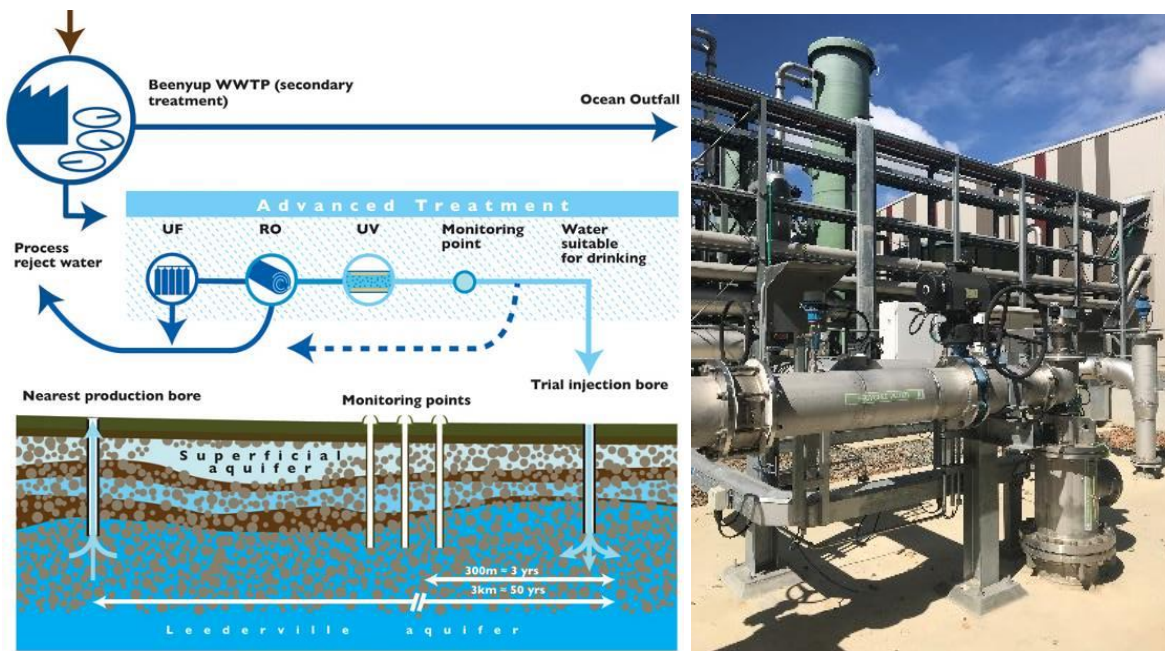 Beenyup WWTP (secondary
treatment)
Ocean Outfall
Advanced Treatment
UF
RO
UV
Monitoring
point
Water
suitable
for drinking
Process
reject water
Trial injection bore
Nearest production bore
Monitoring points
Superficial
aquifer
300m = 3 yrs
3km = 50 yrs
Leederville aquifer